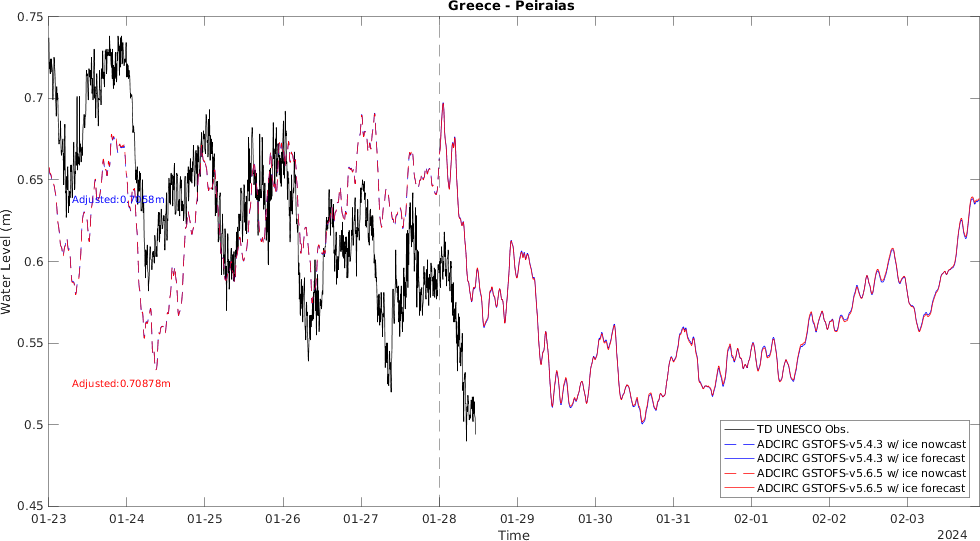 Greece - Peiraias
0.75
0.7
0.65
0.6
0.55
0.5
0.45
Water Level (m)
Adjusted:0.7058m
Adjusted:0.70878m
TD UNESCO Obs.
ADCIRC GSTOFS-v5.4.3 w/ ice nowcast
ADCIRC GSTOFS-v5.4.3 w/ ice forecast
ADCIRC GSTOFS-v5.6.5 w/ ice nowcast
ADCIRC GSTOFS-v5.6.5 w/ ice forecast
01-23 01-24 01-25 01-26 01-27 01-28 01-29 01-30 01-31 02-01 02-02 02-03
Time
2024